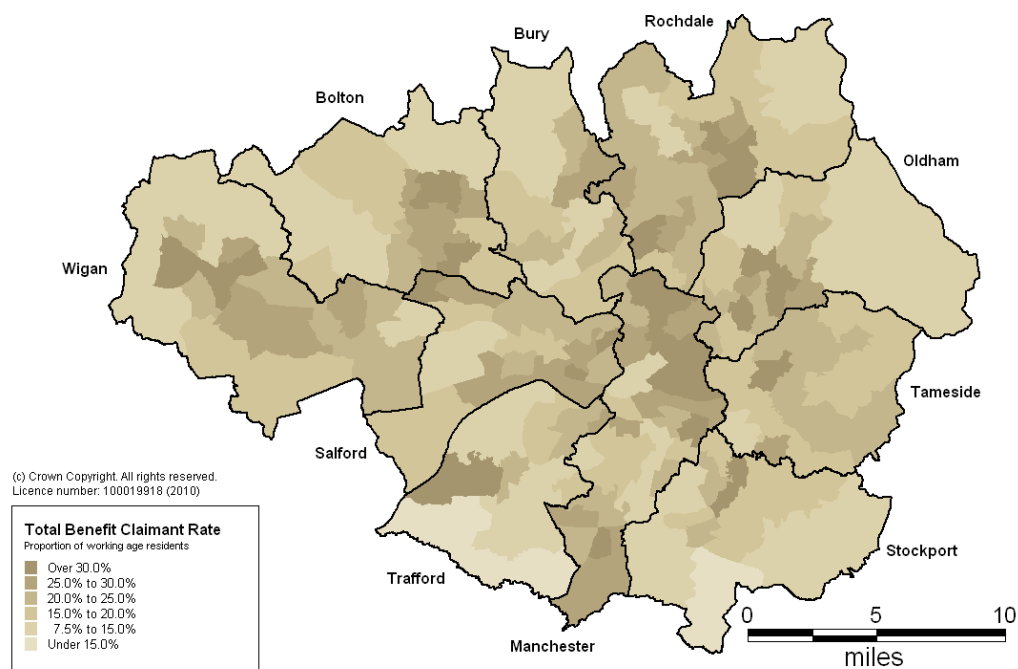 Rochdale
Bury
Bolton
Oldham
Wigan
Tameside
Salford
(c) Crown Copyright. All rights reserved.
Licence number: 100019918 (2010)
Total Benefit Claimant Rate
Proportion of working age residents
Over 30.0%
25.0% to 30.0%
20.0% to 25.0%
15.0% to 20.0%
7.5% to 15.0%
Under 15.0%
Stockport
Trafford
Manchester
0 5 10
miles